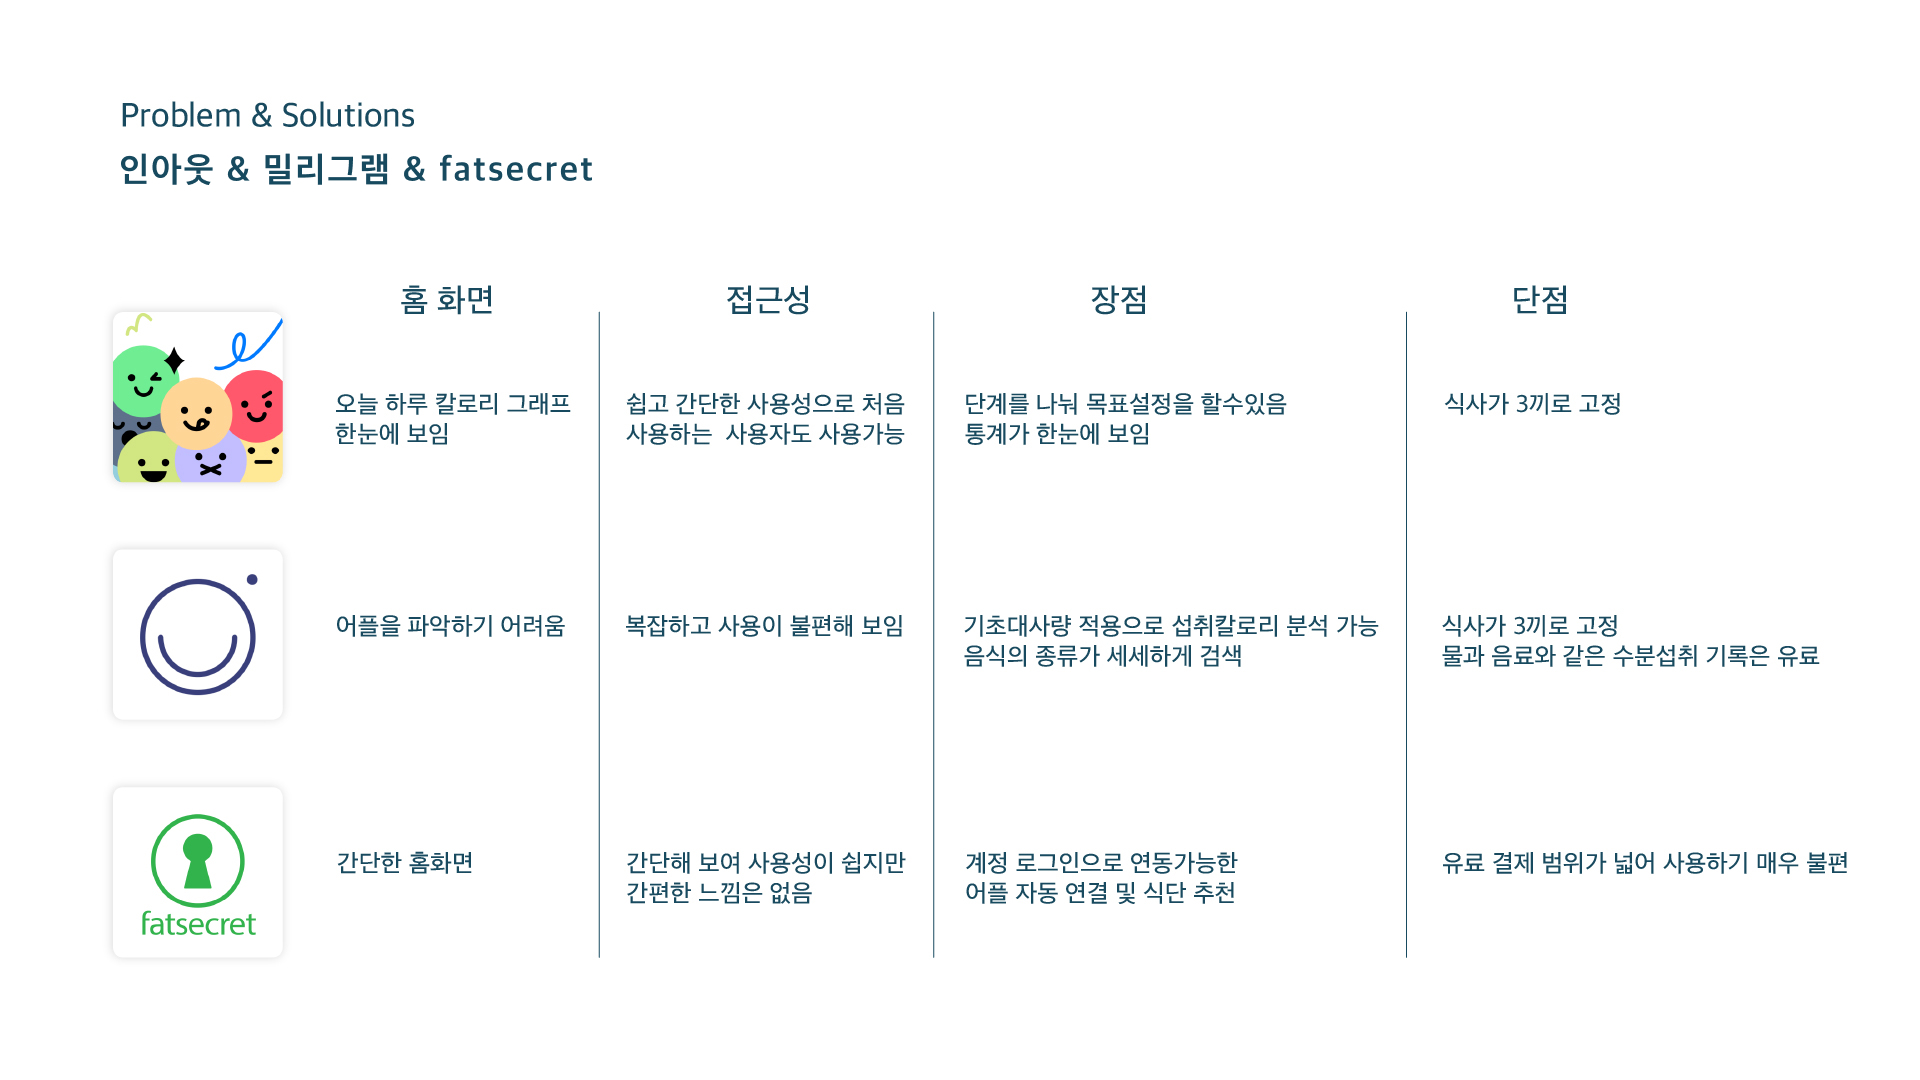 Problem & Solutions
인아웃 & 밀리그램 & fatsecret
홈 화면
접근성
장점
단점
오늘 하루 칼로리 그래프
한눈에 보임
쉽고 간단한 사용성으로 처음
사용하는  사용자도 사용가능
단계를 나눠 목표설정을 할수있음
통계가 한눈에 보임
식사가 3끼로 고정
어플을 파악하기 어려움
복잡하고 사용이 불편해 보임
기초대사량 적용으로 섭취칼로리 분석 가능
음식의 종류가 세세하게 검색
식사가 3끼로 고정
물과 음료와 같은 수분섭취 기록은 유료
fatsecret
간단한 홈화면
간단해 보여 사용성이 쉽지만
간편한 느낌은 없음
계정 로그인으로 연동가능한
어플 자동 연결 및 식단 추천
유료 결제 범위가 넓어 사용하기 매우 불편